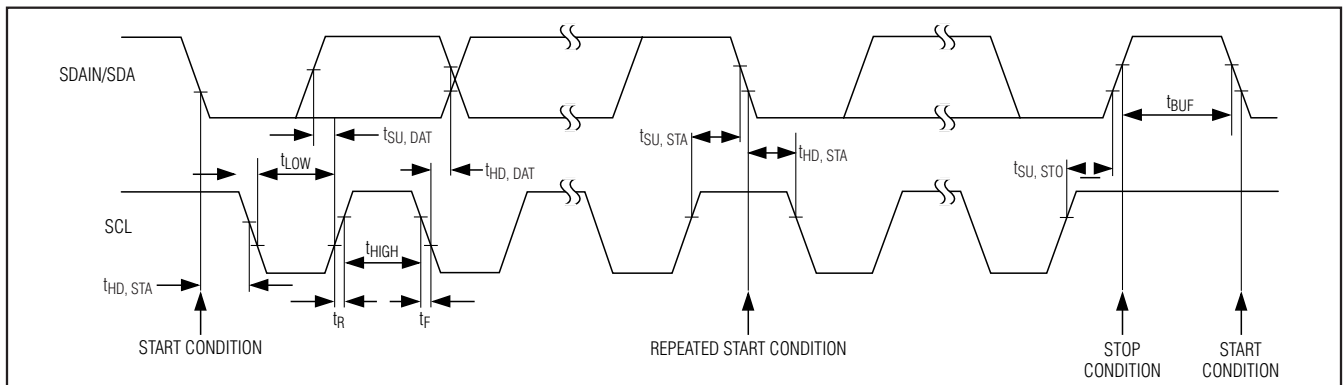 SDAIN/SDA
tBUF
tSU, DAT
tSU, STA
tLOW
tHD, STA
tHD, DAT
tSU, STO
SCL
tHIGH
tHD, STA
tR
tF
START CONDITION
REPEATED START CONDITION
STOP
CONDITION
START
CONDITION